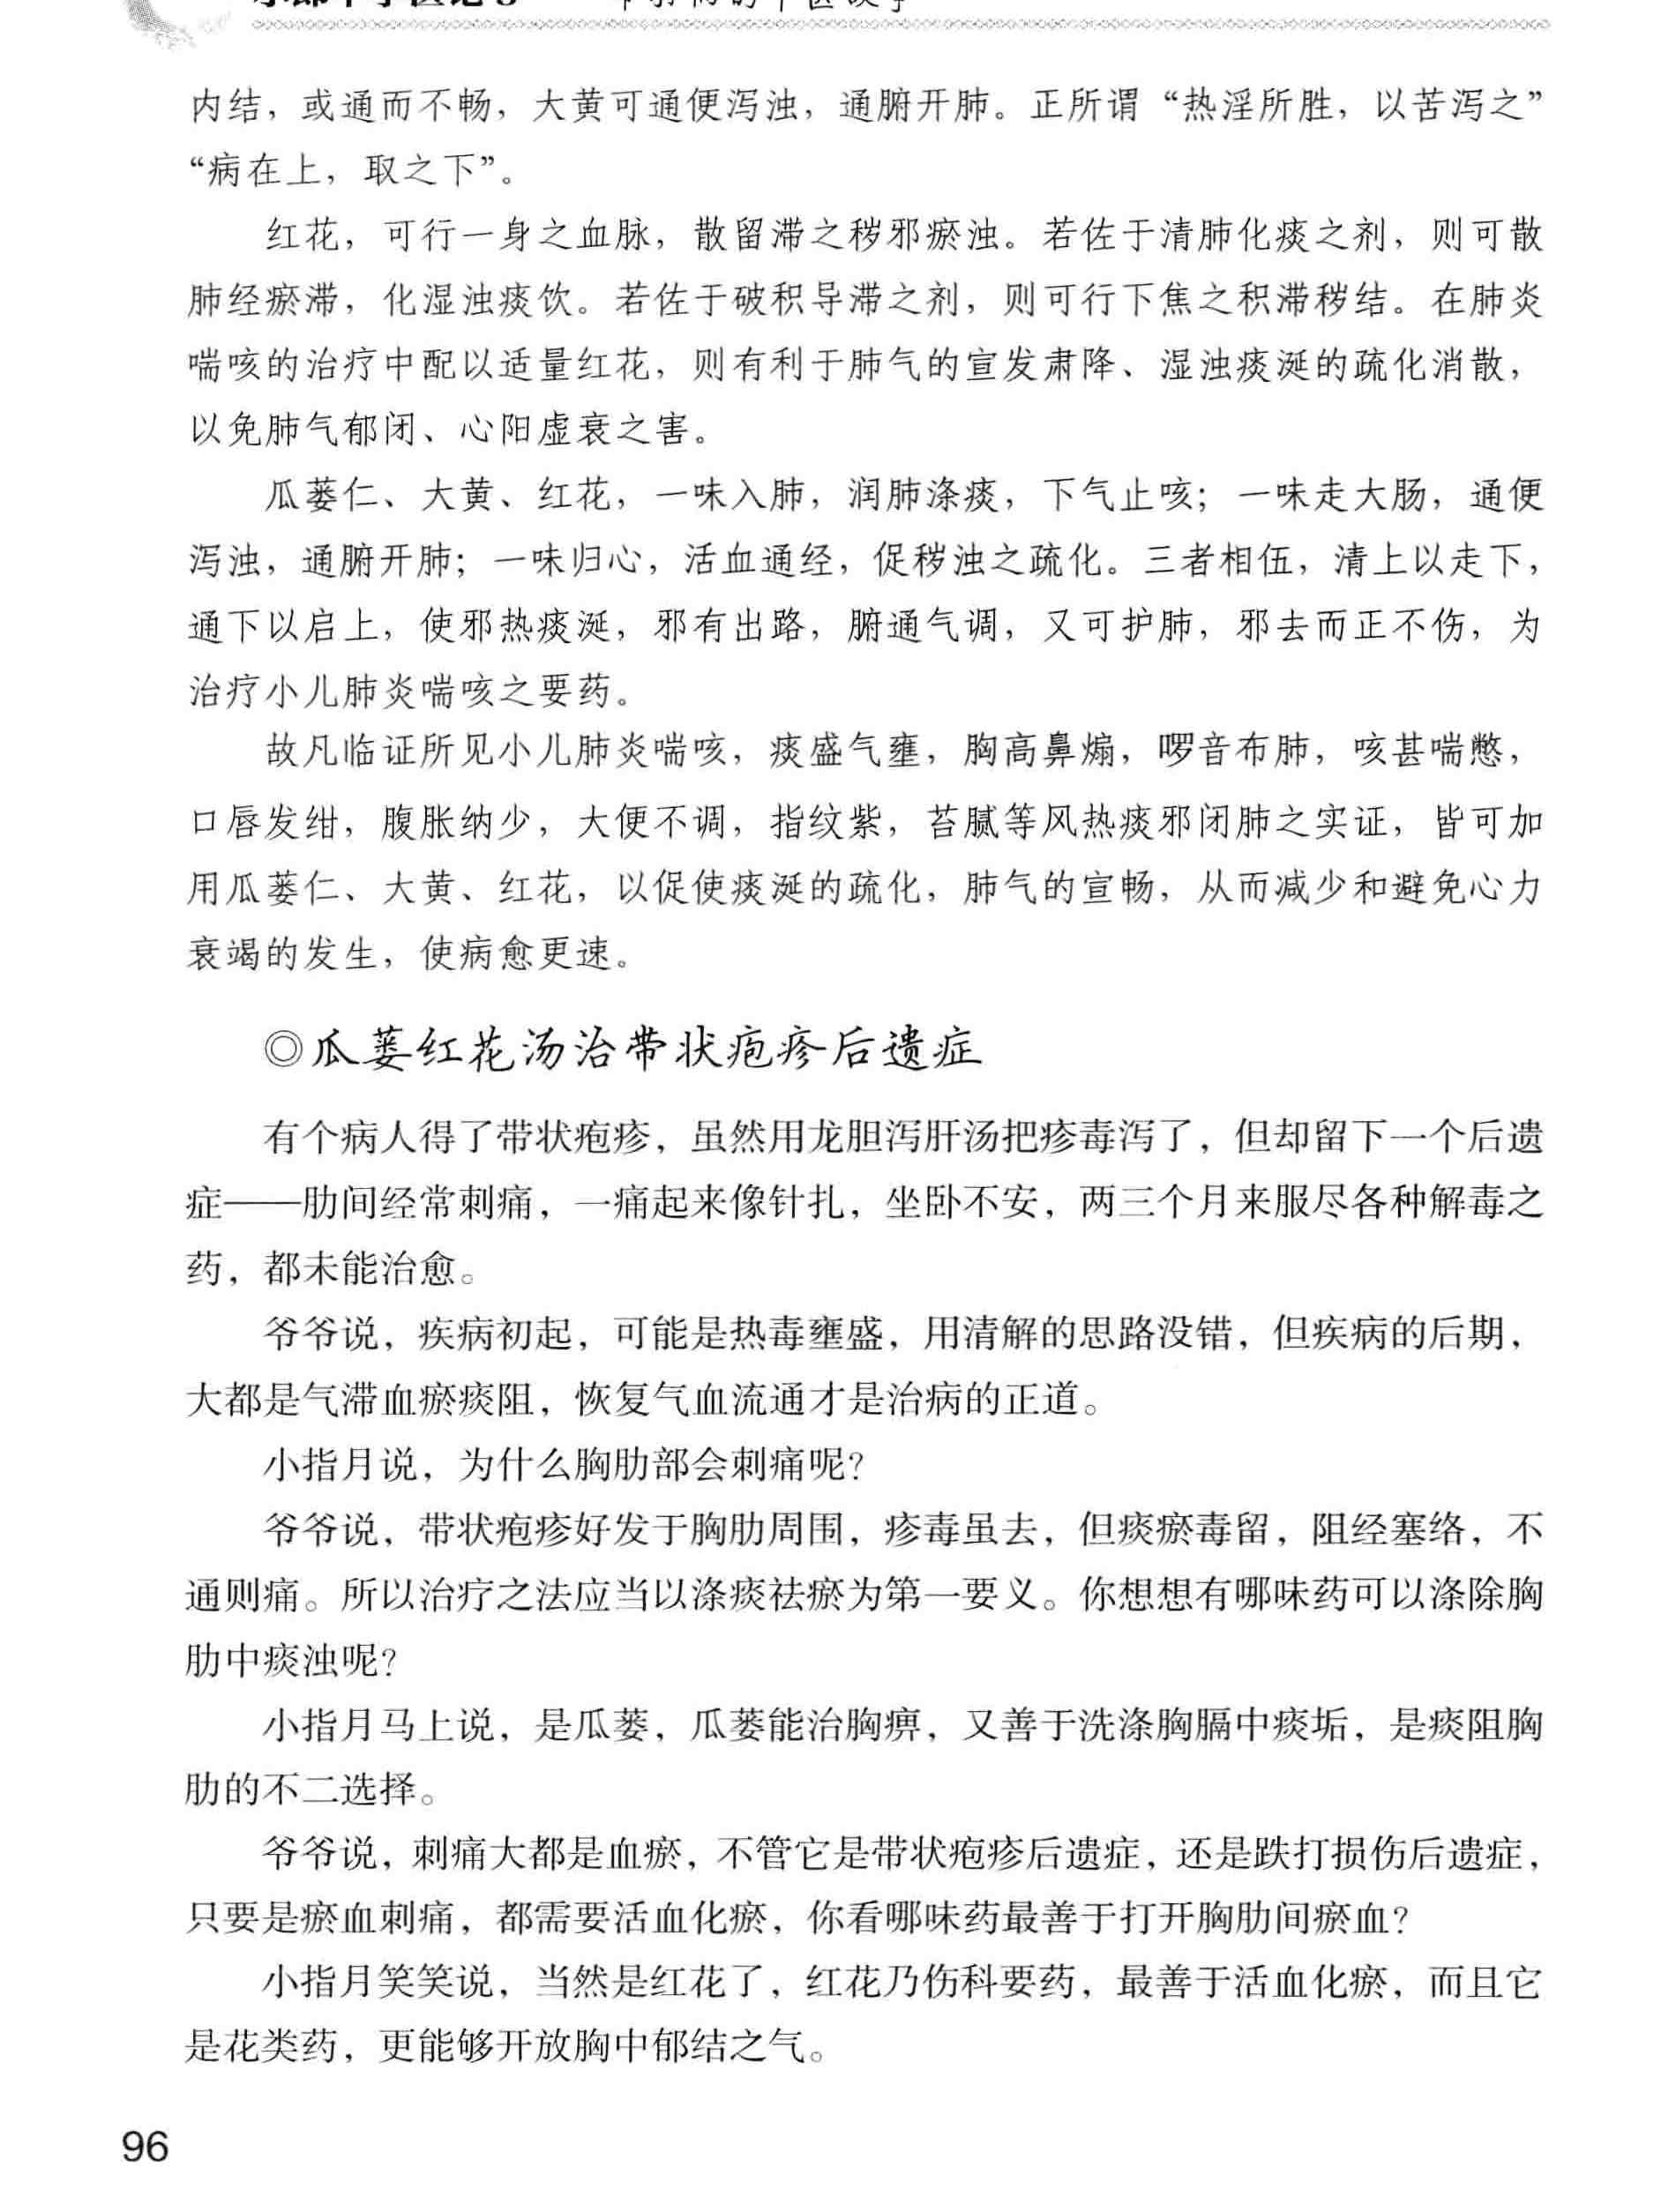 内结，或通而不畅，大黄可通便泻浊，通腑开肺。正所谓“热淫所胜，以苦泻之”
“病在上，取之下”。
红花，可行一身之血脉，散留滞之秽邪瘀浊。若佐于清肺化痰之剂，则可散
肺经瘀滞，化湿浊痰饮。若佐于破积导滞之剂，则可行下焦之积滞秽结。在肺炎
喘咳的治疗中配以适量红花，则有利于肺气的宣发肃降、湿浊痰涎的疏化消散，
以免肺气郁闭、心阳虚衰之害。
瓜蒌仁、大黄、红花，一味入肺，润肺涤痰，下气止咳；一味走大肠，通便
泻浊，通腑开肺；一味归心，活血通经，促秽浊之疏化。三者相伍，清上以走下，
通下以启上，使邪热痰涎，邪有出路，腑通气调，又可护肺，邪去而正不伤，为
治疗小儿肺炎喘咳之要药。
故凡临证所见小儿肺炎喘咳，痰盛气壅，胸高鼻煽，啰音布肺，咳甚喘憋，
口唇发绀，腹胀纳少，大便不调，指纹紫，苔腻等风热痰邪闭肺之实证，皆可加
用瓜蒌仁、大黄、红花，以促使痰涎的疏化，肺气的宣畅，从而减少和避免心力
衰竭的发生，使病愈更速。
◎瓜蒌红花汤治带状疱疹后遗症
有个病人得了带状疱疹，虽然用龙胆泻肝汤把疹毒泻了，但却留下一个后遗
症——肋间经常刺痛，一痛起来像针扎，坐卧不安，两三个月来服尽各种解毒之
药，都未能治愈。
爷爷说，疾病初起，可能是热毒壅盛，用清解的思路没错，但疾病的后期，
大都是气滞血瘀痰阻，恢复气血流通才是治病的正道。
小指月说，为什么胸肋部会刺痛呢？
爷爷说，带状疱疹好发于胸肋周围，疹毒虽去，但痰瘀毒留，阻经塞络，不
通则痛。所以治疗之法应当以涤痰祛瘀为第一要义。你想想有哪味药可以涤除胸
肋中痰浊呢？
小指月马上说，是瓜蒌，瓜蒌能治胸痹，又善于洗涤胸膈中痰垢，是痰阻胸
肋的不二选择。
爷爷说，刺痛大都是血瘀，不管它是带状疱疹后遗症，还是跌打损伤后遗症，
只要是瘀血刺痛，都需要活血化瘀，你看哪味药最善于打开胸肋间瘀血？
小指月笑笑说，当然是红花了，红花乃伤科要药，最善于活血化瘀，而且它
是花类药，更能够开放胸中郁结之气。
96